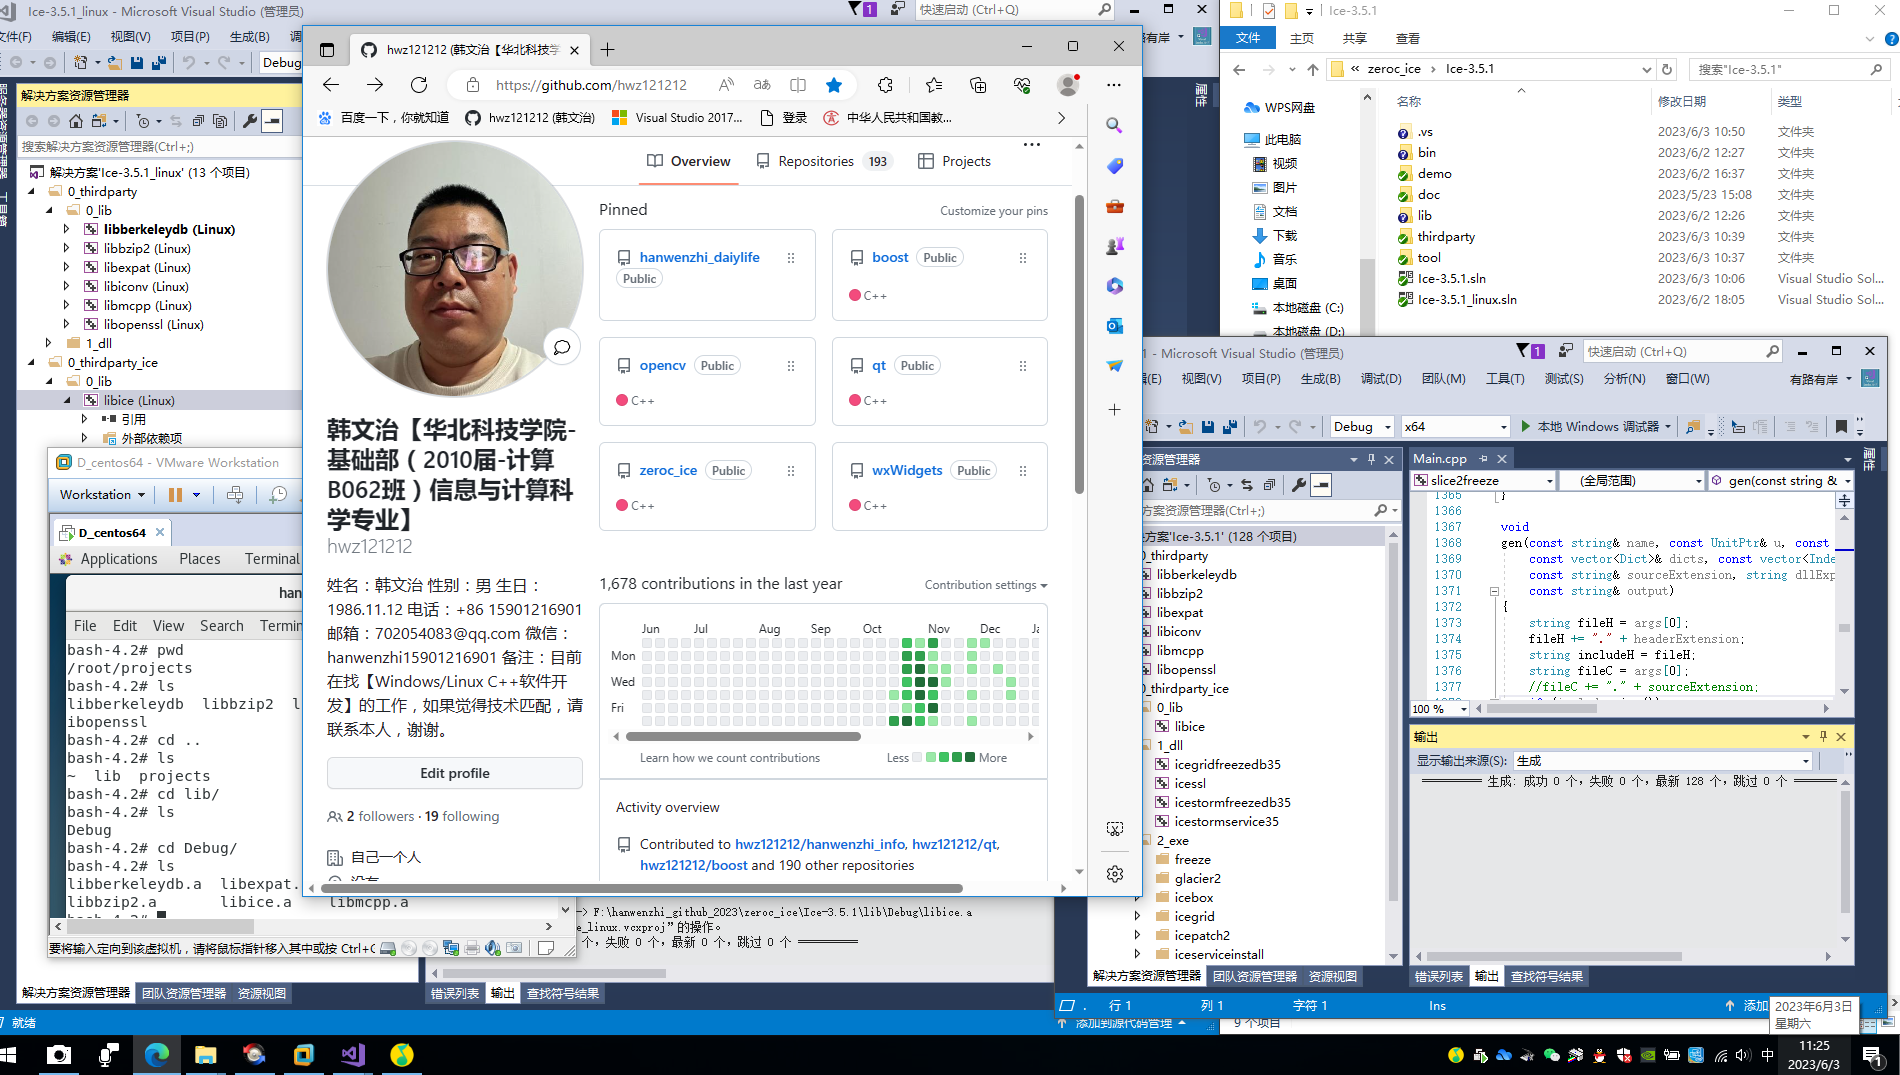 Ice-3.5.1_linux - Microsoft Visual Studio (管理员)
1
快速启动 (Ctrl+Q)
文件(F) 编辑(E) 视图(V) 项目(P) 生成(B)
Debug
解决方案资源管理器
搜索解决方案资源管理器(Ctrl+;)
解决方案'Ice-3.5.1_linux' (13 个项目)
0_thirdparty
0_lib
libberkeleydb (Linux)
libbzip2 (Linux)
libexpat (Linux)
libiconv (Linux)
libmcpp (Linux)
libopenssl (Linux)
1_dll
0_thirdparty_ice
0_lib
libice (Linux)
引用
外部依赖项
D_centos64 - VMware Workstation
Workstation
D_centos64
Applications Places Terminal
File Edit View Search
bash-4.2# pwd
/root/projects
bash-4.2# ls
libberkeleydb libbzip2
ibopenssl
bash-4.2# cd ..
bash-4.2# ls
~ lib projects
bash-4.2# cd lib/
bash-4.2# ls
Debug
bash-4.2# cd Debug/
bash-4.2# ls
libberkeleydb.a libexpat.
libbzip2.a libice.a libmcpp.a
要将输入定向到该虚拟机，请将鼠标指针移入其中或按 Ctrl+G
解决方案资源管理器 团队资源管理器 资源视图
就绪
hwz121212 (韩文治【华北科技学
https://github.com/hwz121212
百度一下，你就知道
hwz121212 (韩文治)
Visual Studio 2017...
登录
中华人民共和国教...
Overview
Repositories 193
Projects
韩文治【华北科技学院-
基础部（2010届-计算
B062班）信息与计算科
学专业】
hwz121212
姓名：韩文治 性别：男 生日：
1986.11.12 电话：+86 15901216901
邮箱：702054083@qq.com 微信：
hanwenzhi15901216901 备注：目前
在找【Windows/Linux C++软件开
发】的工作，如果觉得技术匹配，请
联系本人，谢谢。
Edit profile
2 followers · 19 following
自己一个人
Pinned
Customize your pins
hanwenzhi_daiylife
Public
boost Public
C++
opencv Public
C++
qt Public
C++
zeroc_ice Public
C++
wxWidgets Public
C++
1,678 contributions in the last year
Contribution settings
Jun Jul Aug Sep Oct Nov Dec
Mon
Wed
Fri
Learn how we count contributions
Less More
Activity overview
Contributed to hwz121212/hanwenzhi_info, hwz121212/qt,
hwz121212/boost and 190 other repositories
-> F:\hanwenzhi_github_2023\zeroc_ice\Ice-3.5.1\lib\Debug\libice.a
e_linux.vcxproj”的操作。
个，失败 0 个，最新 0 个，跳过 0 个 ==========
错误列表 输出 查找符号结果
添加到源代码管理
Ice-3.5.1
文件 主页 共享 查看
zeroc_ice Ice-3.5.1
搜索"Ice-3.5.1"
WPS网盘
此电脑
视频
图片
文档
下载
音乐
桌面
本地磁盘 (C:)
本地磁盘 (D:)
名称 修改日期 类型
.vs 2023/6/3 10:50 文件夹
bin 2023/6/2 12:27 文件夹
demo 2023/6/2 16:37 文件夹
doc 2023/5/23 15:08 文件夹
lib 2023/6/2 12:26 文件夹
thirdparty 2023/6/3 10:39 文件夹
tool 2023/6/3 10:37 文件夹
Ice-3.5.1.sln 2023/6/3 10:06 Visual Studio Sol...
Ice-3.5.1_linux.sln 2023/6/2 18:05 Visual Studio Sol...
9 个项目
1 - Microsoft Visual Studio (管理员)
1
快速启动 (Ctrl+Q)
视图(V) 项目(P) 生成(B) 调试(D) 团队(M) 工具(T) 测试(S) 分析(N) 窗口(W)
有路有岸
Debug x64 本地 Windows 调试器
资源管理器
方案资源管理器(Ctrl+;)
方案'Ice-3.5.1' (128 个项目)
0_thirdparty
libberkeleydb
libbzip2
libexpat
libiconv
libmcpp
libopenssl
0_thirdparty_ice
0_lib
libice
1_dll
icegridfreezedb35
icessl
icestormfreezedb35
icestormservice35
2_exe
freeze
glacier2
icebox
icegrid
icepatch2
iceserviceinstall
解决方案资源管理器 团队资源管理器 资源视图
属性
Main.cpp
slice2freeze (全局范围) gen(const string &
1365 }
1366
1367 void
1368 gen(const string& name, const UnitPtr& u, const
1369 const vector<Dict>& dicts, const vector<Inde
1370 const string& sourceExtension, string dllExp
1371 const string& output)
1372 {
1373 string fileH = args[0];
1374 fileH += "." + headerExtension;
1375 string includeH = fileH;
1376 string fileC = args[0];
1377 //fileC += "." + sourceExtension;
100 %
输出
显示输出来源(S): 生成
========== 生成: 成功 0 个，失败 0 个，最新 128 个，跳过 0 个 ==========
错误列表 输出 查找符号结果
行 1 列 1 字符 1 Ins
添加
2023年6月3日
星期六
中
11:25
2023/6/3
1